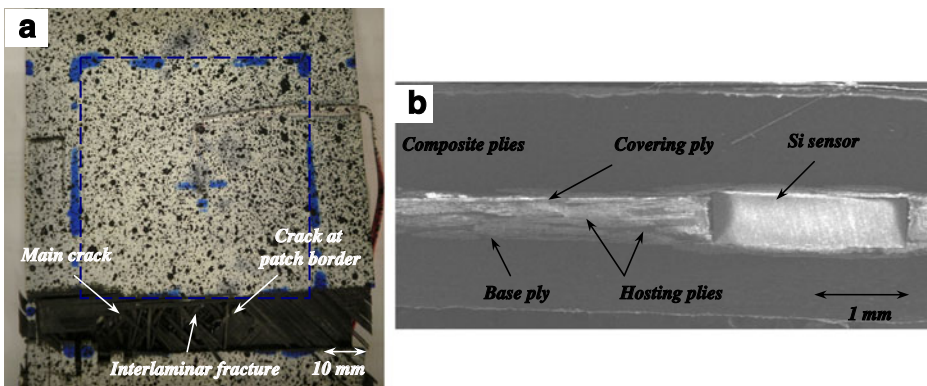 a
Main crack
Crack at
patch border
Interlaminar fracture
10 mm
b
Composite plies
Covering ply
Si sensor
Base ply
Hosting plies
1 mm